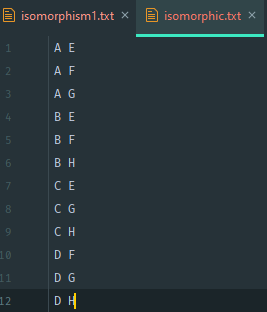 isomorphism1.txt × isomorphic.txt ×
1 A E
2 A F
3 A G
4 B E
5 B F
6 B H
7 C E
8 C G
9 C H
10 D F
11 D G
12 D H